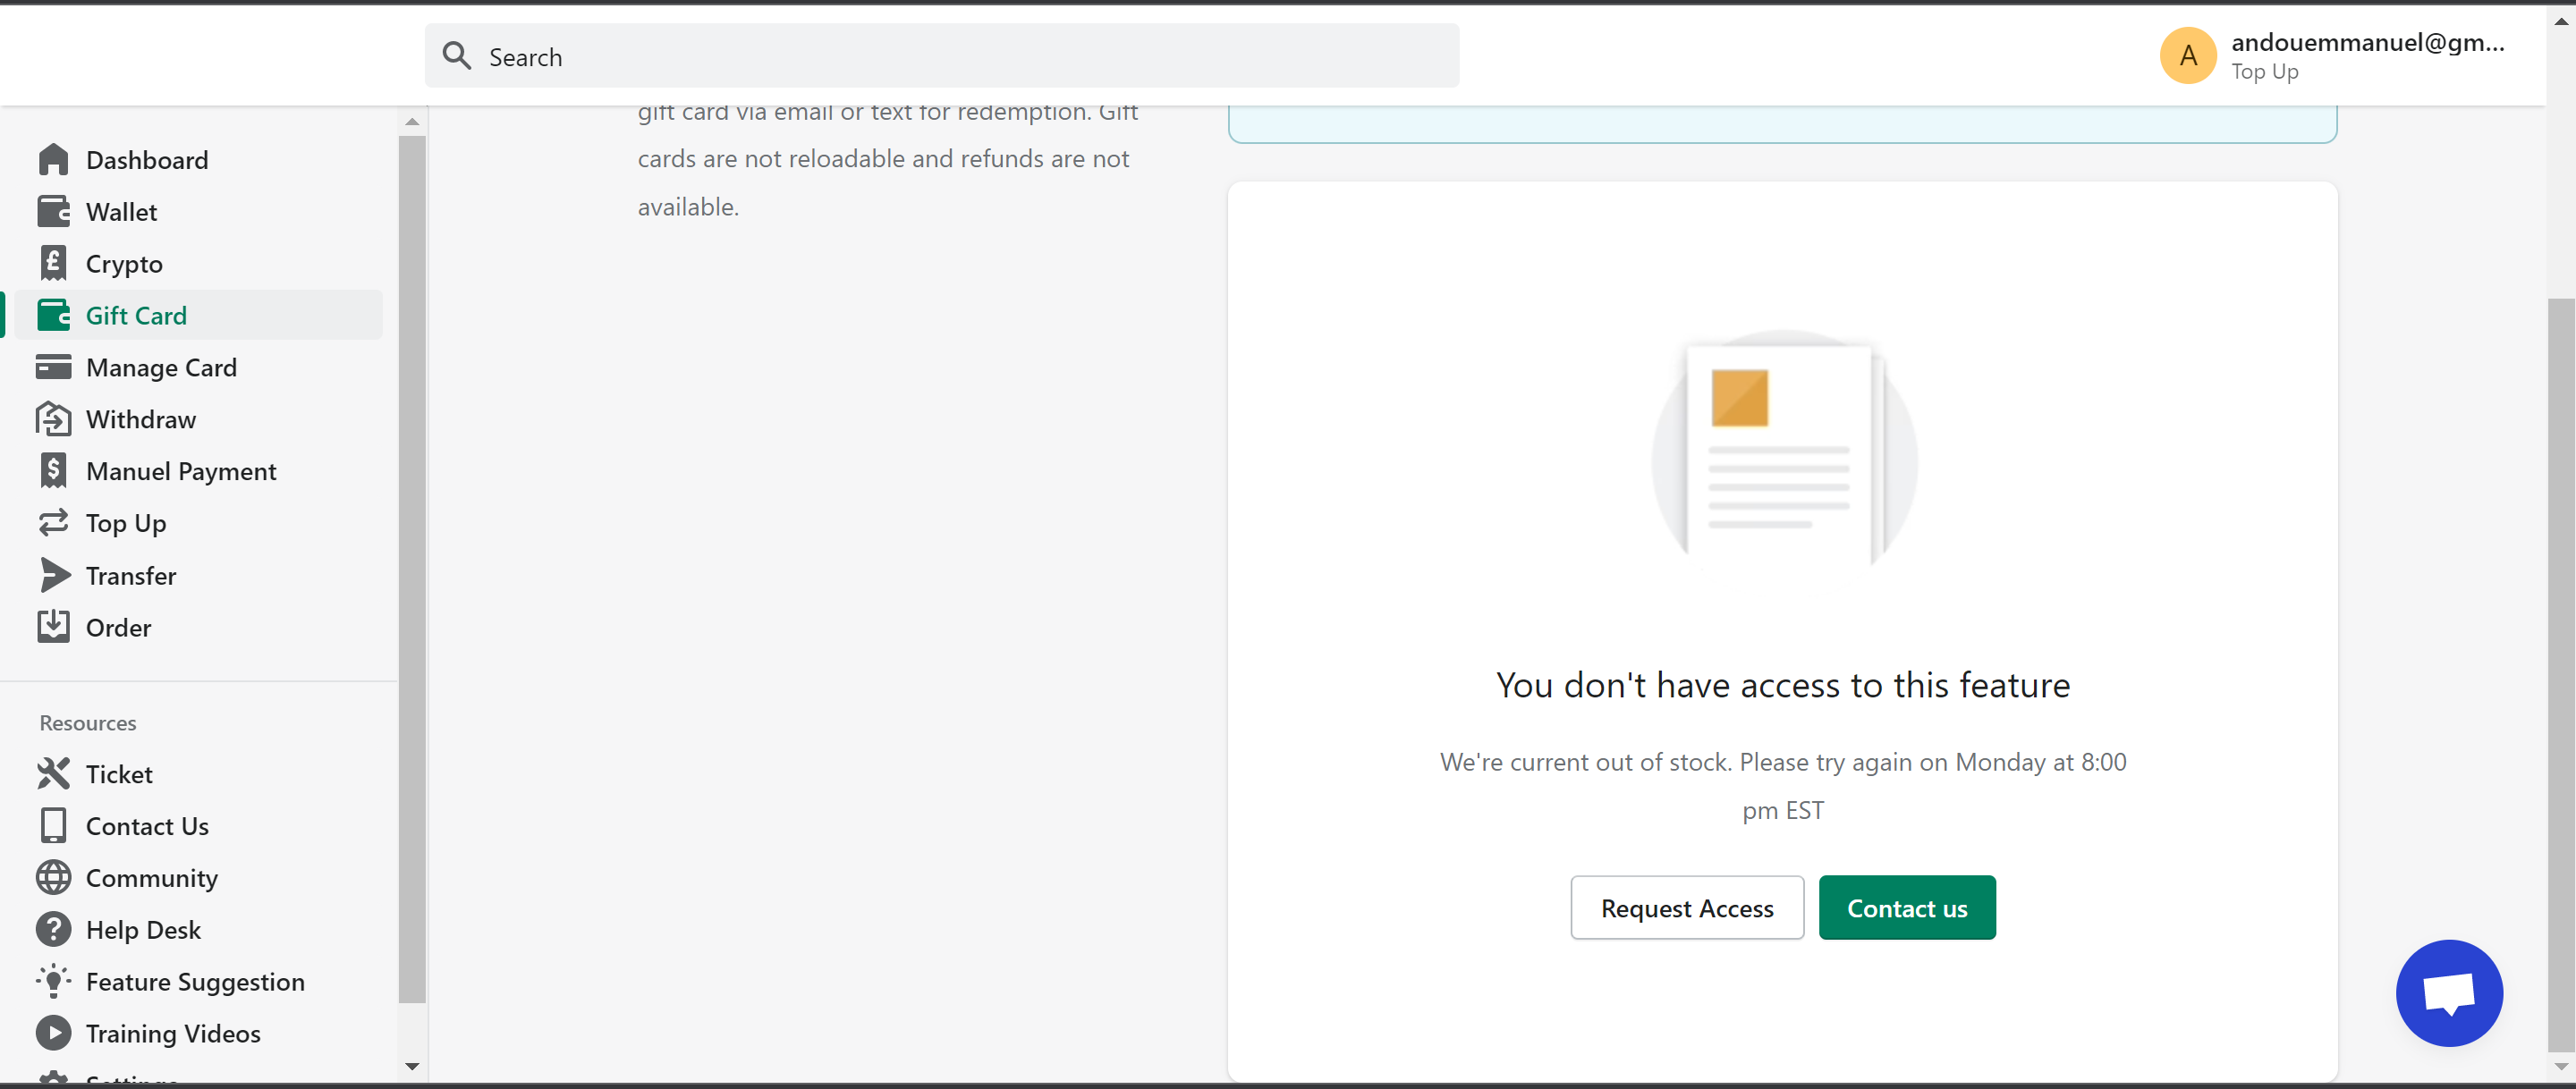 Search
andouemmanuel@gm...
Top Up
A
Dashboard
Wallet
Crypto
Gift Card
Manage Card
Withdraw
Manuel Payment
Top Up
Transfer
Order
Resources
Ticket
Contact Us
Community
Help Desk
Feature Suggestion
Training Videos
Settings
gift card via email or text for redemption. Gift
cards are not reloadable and refunds are not
available.
You don't have access to this feature
We're current out of stock. Please try again on Monday at 8:00
pm EST
Request Access
Contact us